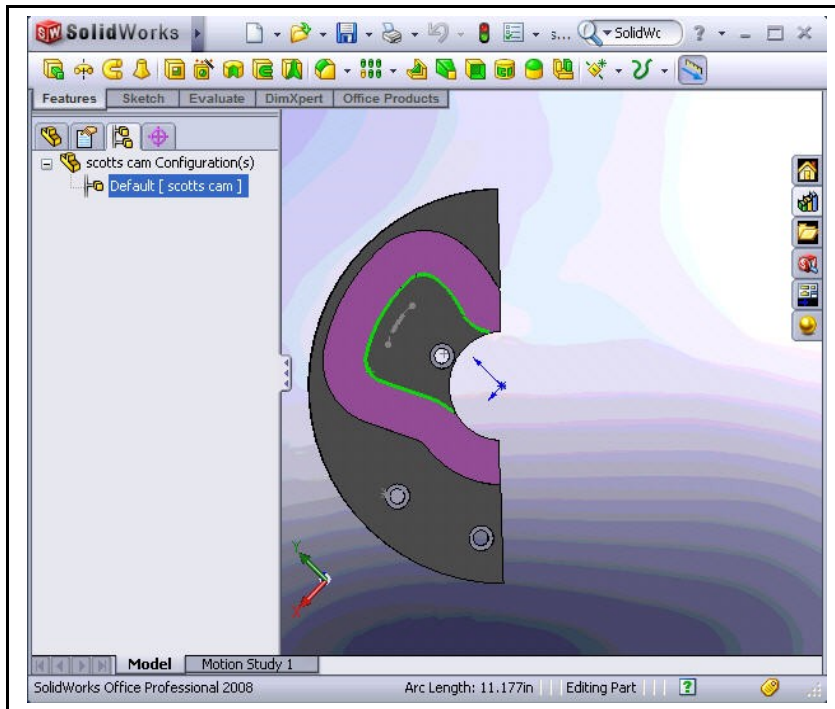 SolidWorks s... SolidWc ?
Features Sketch Evaluate DimXpert Office Products
scotts cam Configuration(s)
Default [ scotts cam ]
Y
X
Model Motion Study 1
SolidWorks Office Professional 2008 Arc Length: 11.177in Editing Part ?